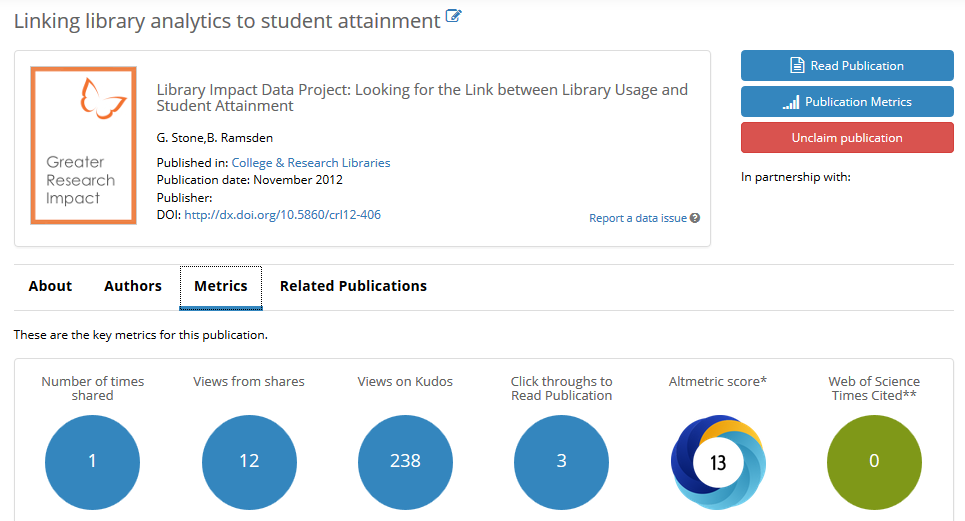 Linking library analytics to student attainment
Greater
Research
Impact
Library Impact Data Project: Looking for the Link between Library Usage and
Student Attainment
G. Stone,B. Ramsden
Published in: College & Research Libraries
Publication date: November 2012
Publisher:
DOI: http://dx.doi.org/10.5860/crl12-406
Report a data issue ?
Read Publication
Publication Metrics
Unclaim publication
In partnership with:
About Authors Metrics Related Publications
These are the key metrics for this publication.
Number of times
shared
1
Views from shares
12
Views on Kudos
238
Click throughs to
Read Publication
3
Altmetric score*
13
Web of Science
Times Cited**
0